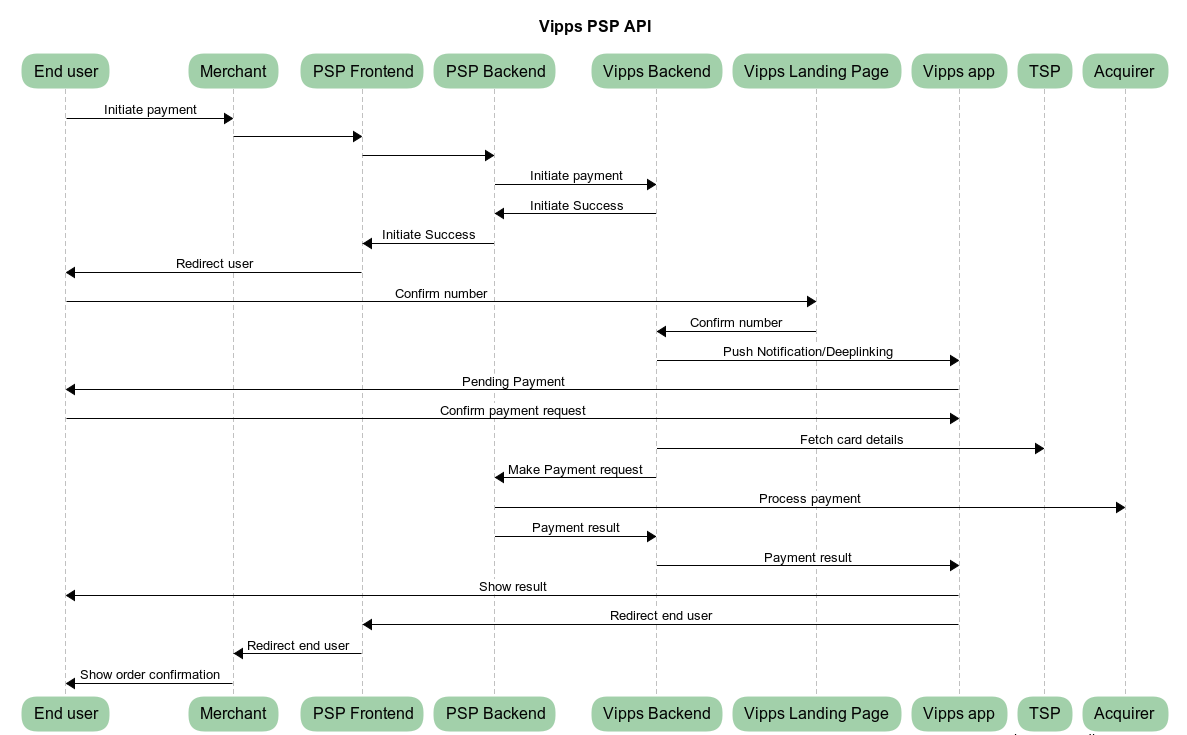 Vipps PSP API
End user Merchant PSP Frontend PSP Backend Vipps Backend Vipps Landing Page Vipps app TSP Acquirer
Initiate payment
Initiate payment
Initiate Success
Initiate Success
Redirect user
Confirm number
Confirm number
Push Notification/Deeplinking
Pending Payment
Confirm payment request
Fetch card details
Make Payment request
Process payment
Payment result
Payment result
Show result
Redirect end user
Redirect end user
Show order confirmation
End user Merchant PSP Frontend PSP Backend Vipps Backend Vipps Landing Page Vipps app TSP Acquirer